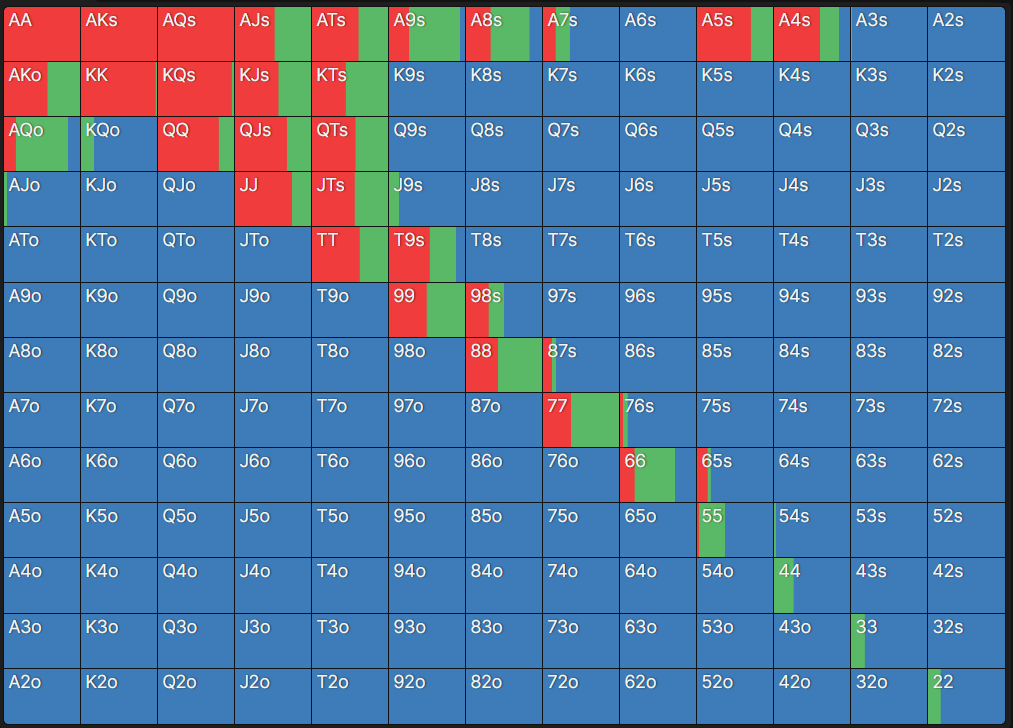 AA AKs AQs AJs ATs A9s A8s A7s A6s A5s A4s A3s A2s
AKo KK KQs KJs KTs K9s K8s K7s K6s K5s K4s K3s K2s
AQo KQo QQ QJs QTs Q9s Q8s Q7s Q6s Q5s Q4s Q3s Q2s
AJo KJo QJo JJ JTs J9s J8s J7s J6s J5s J4s J3s J2s
ATo KTo QTo JTo TT T9s T8s T7s T6s T5s T4s T3s T2s
A9o K9o Q9o J9o T9o 99 98s 97s 96s 95s 94s 93s 92s
A8o K8o Q8o J8o T8o 98o 88 87s 86s 85s 84s 83s 82s
A7o K7o Q7o J7o T7o 97o 87o 77 76s 75s 74s 73s 72s
A6o K6o Q6o J6o T6o 96o 86o 76o 66 65s 64s 63s 62s
A5o K5o Q5o J5o T5o 95o 85o 75o 65o 55 54s 53s 52s
A4o K4o Q4o J4o T4o 94o 84o 74o 64o 54o 44 43s 42s
A3o K3o Q3o J3o T3o 93o 83o 73o 63o 53o 43o 33 32s
A2o K2o Q2o J2o T2o 92o 82o 72o 62o 52o 42o 32o 22